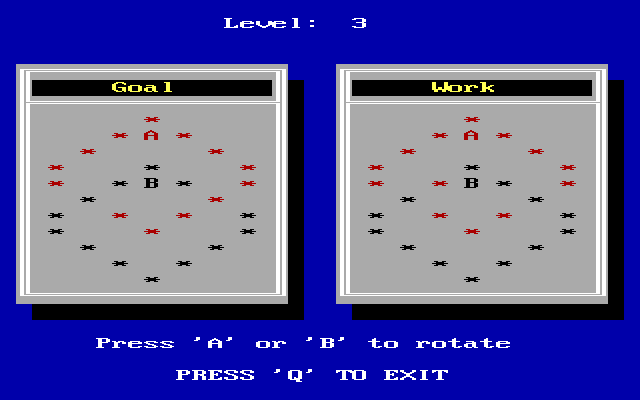 Level: 3
Goal
Work
A
A
B
B
Press 'A' or 'B' to rotate
PRESS 'Q' TO EXIT